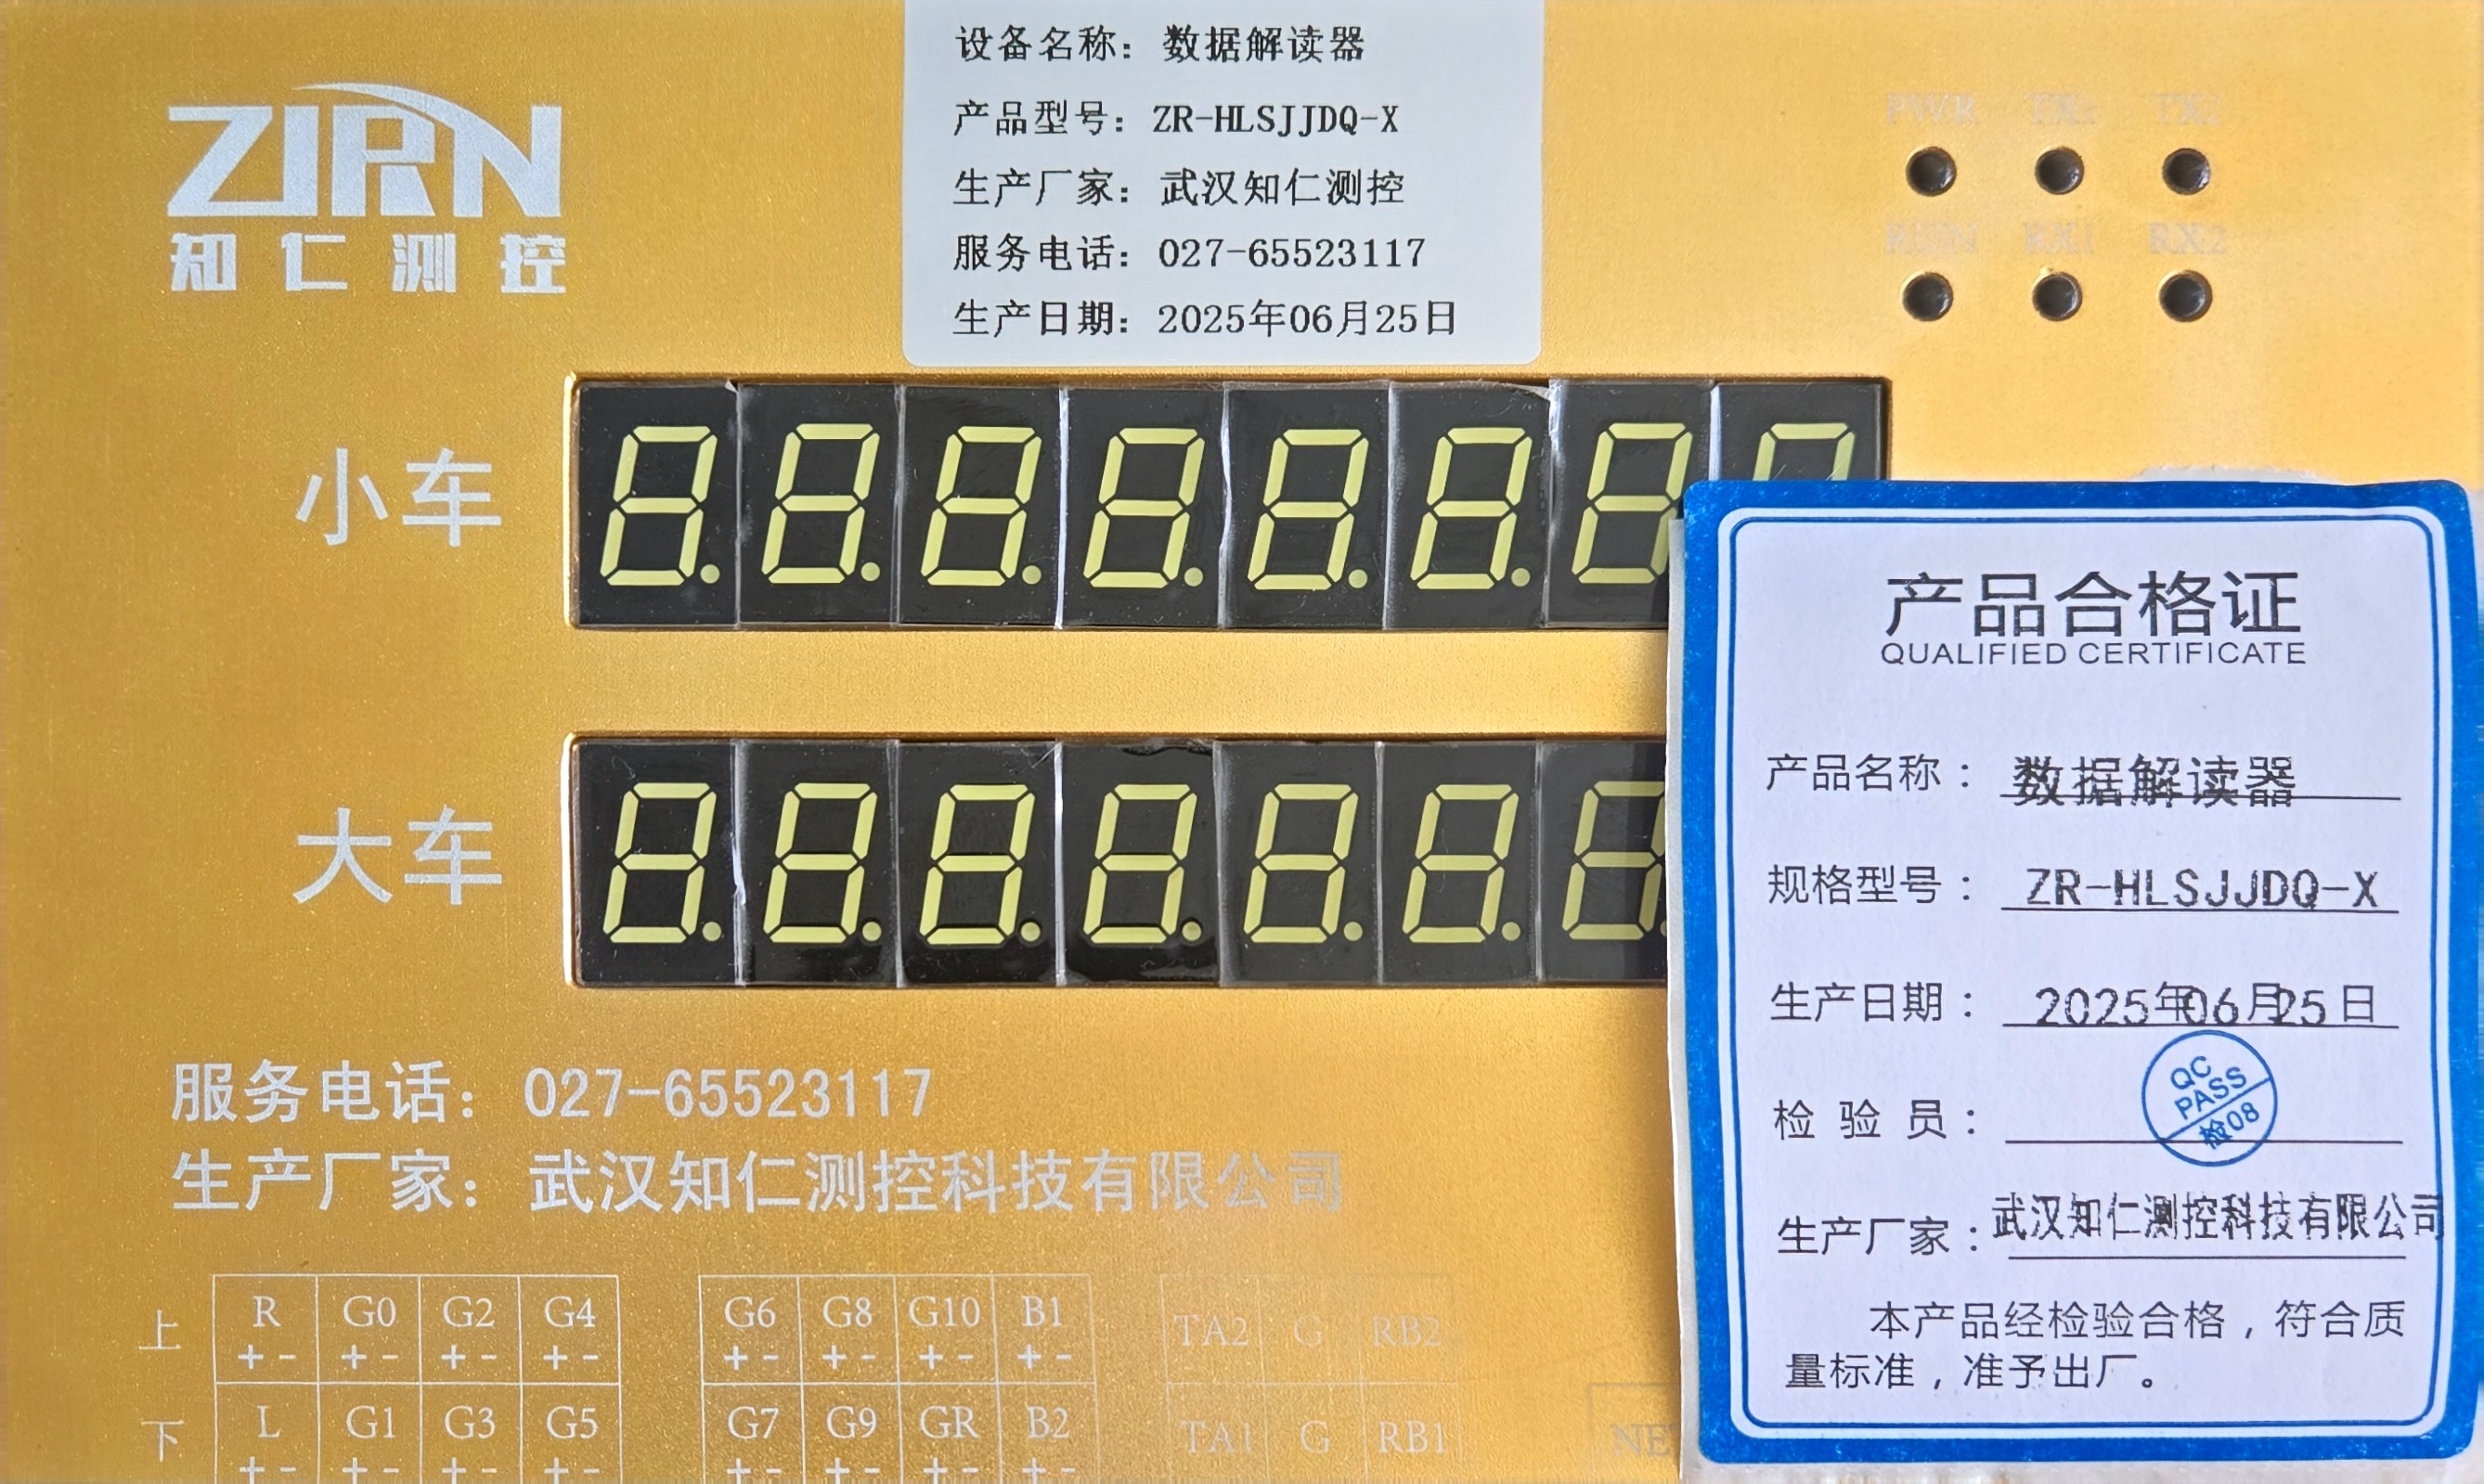 设备名称：数据解读器
产品型号：ZR-HLSJJDQ-X
生产厂家：武汉知仁测控
服务电话：027-65523117
生产日期：2025年06月25日
ZIRN
知仁测控
PWR TX1 TX2
RUN RX1 RX2
小车
大车
服务电话：027-65523117
生产厂家：武汉知仁测控科技有限公司
上 R G0 G2 G4 G6 G8 G10 B1 TA2 G RB2
+ - + - + - + - + - + - + - + -
下 L G1 G3 G5 G7 G9 GR B2 TA1 G RB1
+ - + - + - + - + - + - + - + -
产品合格证
QUALIFIED CERTIFICATE
产品名称：数据解读器
规格型号：ZR-HLSJJDQ-X
生产日期：2025年06月25日
检验员：
QC
PASS
检08
生产厂家：武汉知仁测控科技有限公司
本产品经检验合格，符合质
量标准，准予出厂。